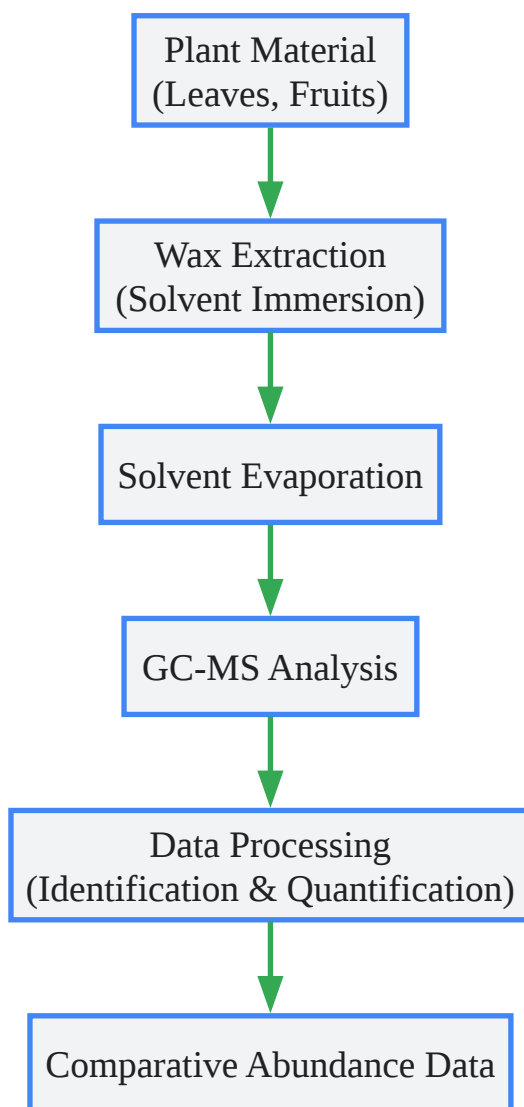 Plant Material
(Leaves, Fruits)
Wax Extraction
(Solvent Immersion)
Solvent Evaporation
GC-MS Analysis
Data Processing
(Identification & Quantification)
Comparative Abundance Data